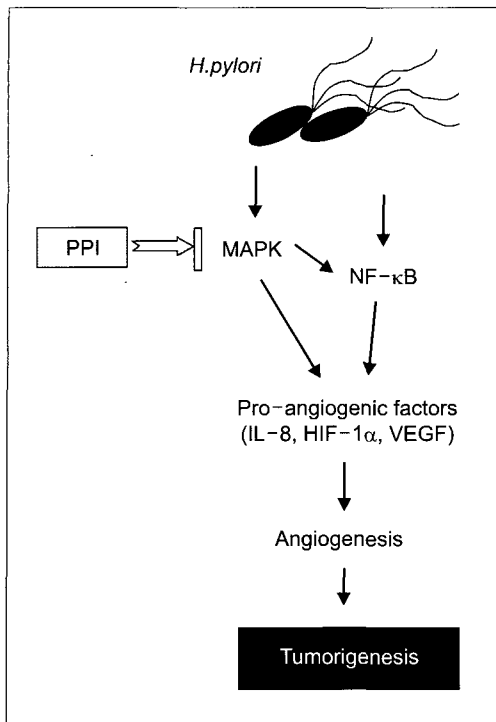 H.pylori
PPI
MAPK
NF-κB
Pro-angiogenic factors
(IL-8, HIF-1α, VEGF)
Angiogenesis
Tumorigenesis